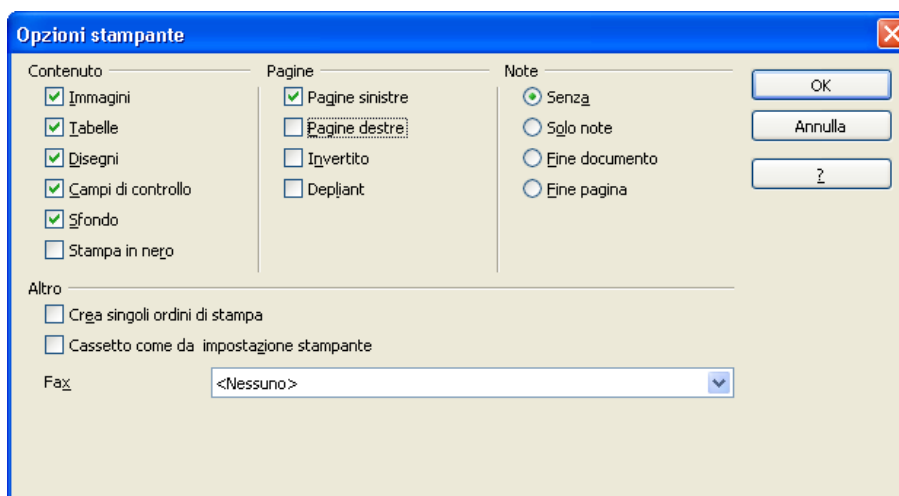 Opzioni stampante
Contenuto
Immagini
Tabelle
Disegni
Campi di controllo
Sfondo
Stampa in nero
Pagine
Pagine sinistre
Pagine destre
Invertito
Depliant
Note
Senza
Solo note
Fine documento
Fine pagina
OK
Annulla
?
Altro
Crea singoli ordini di stampa
Cassetto come da impostazione stampante
Fax
<Nessuno>